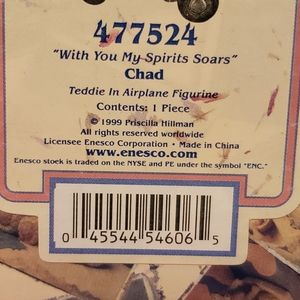 477524
"With You My Spirits Soars"
Chad
Teddie In Airplane Figurine
Contents: 1 Piece
© 1999 Priscilla Hillman
All rights reserved worldwide
Licensee Enesco Corporation • Made in China
www.enesco.com
Enesco stock is traded on the NYSE and PE under the symbol "ENC."
0 45544 54606 5